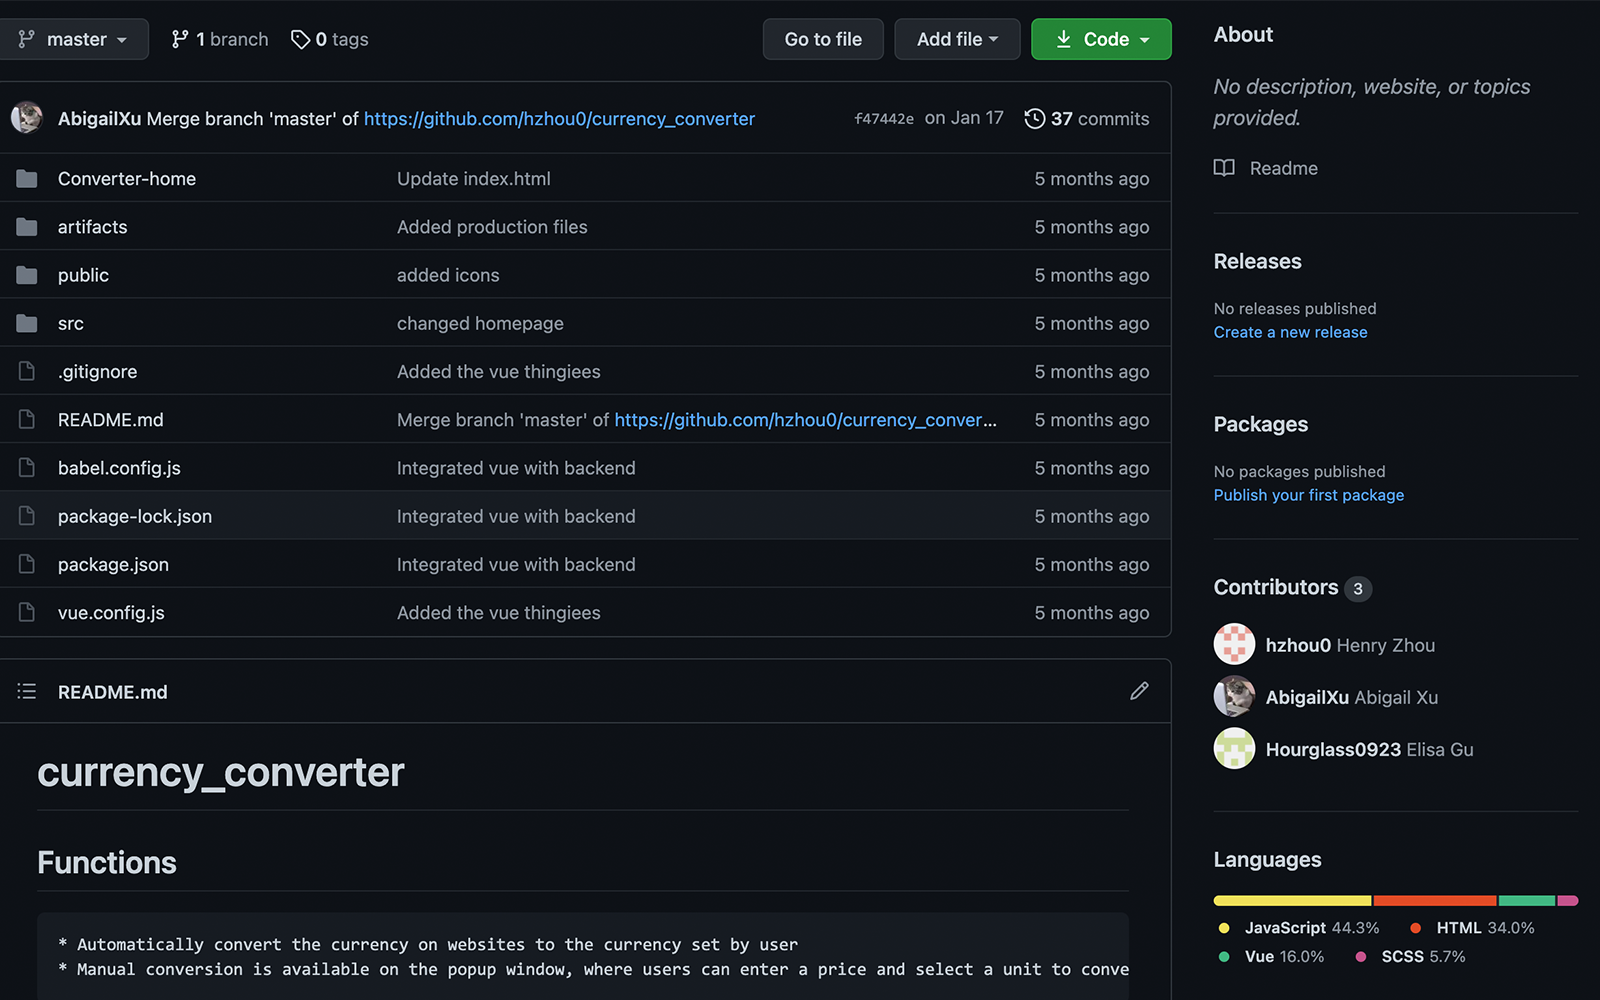 master 1 branch 0 tags Go to file Add file Code
AbigailXu Merge branch 'master' of https://github.com/hzhou0/currency_converter f47442e on Jan 17 37 commits
Converter-home Update index.html 5 months ago
artifacts Added production files 5 months ago
public added icons 5 months ago
src changed homepage 5 months ago
.gitignore Added the vue thingiees 5 months ago
README.md Merge branch 'master' of https://github.com/hzhou0/currency_conver... 5 months ago
babel.config.js Integrated vue with backend 5 months ago
package-lock.json Integrated vue with backend 5 months ago
package.json Integrated vue with backend 5 months ago
vue.config.js Added the vue thingiees 5 months ago
README.md
currency_converter
Functions
* Automatically convert the currency on websites to the currency set by user
* Manual conversion is available on the popup window, where users can enter a price and select a unit to conve
About
No description, website, or topics
provided.
Readme
Releases
No releases published
Create a new release
Packages
No packages published
Publish your first package
Contributors 3
hzhou0 Henry Zhou
AbigailXu Abigail Xu
Hourglass0923 Elisa Gu
Languages
JavaScript 44.3% HTML 34.0%
Vue 16.0% SCSS 5.7%